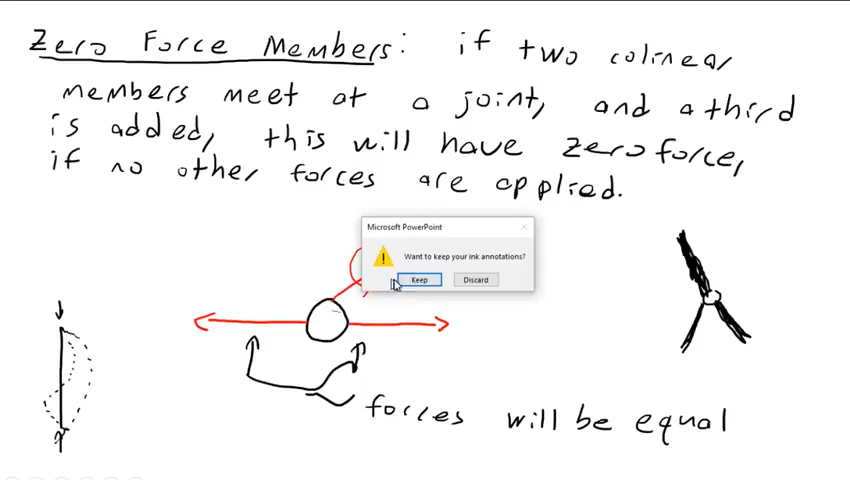 Zero Force Members: if two colinear
members meet at a joint, and a third
is added, this will have zero force,
if no other forces are applied.
Microsoft PowerPoint
Want to keep your ink annotations?
Keep
Discard
forces will be equal